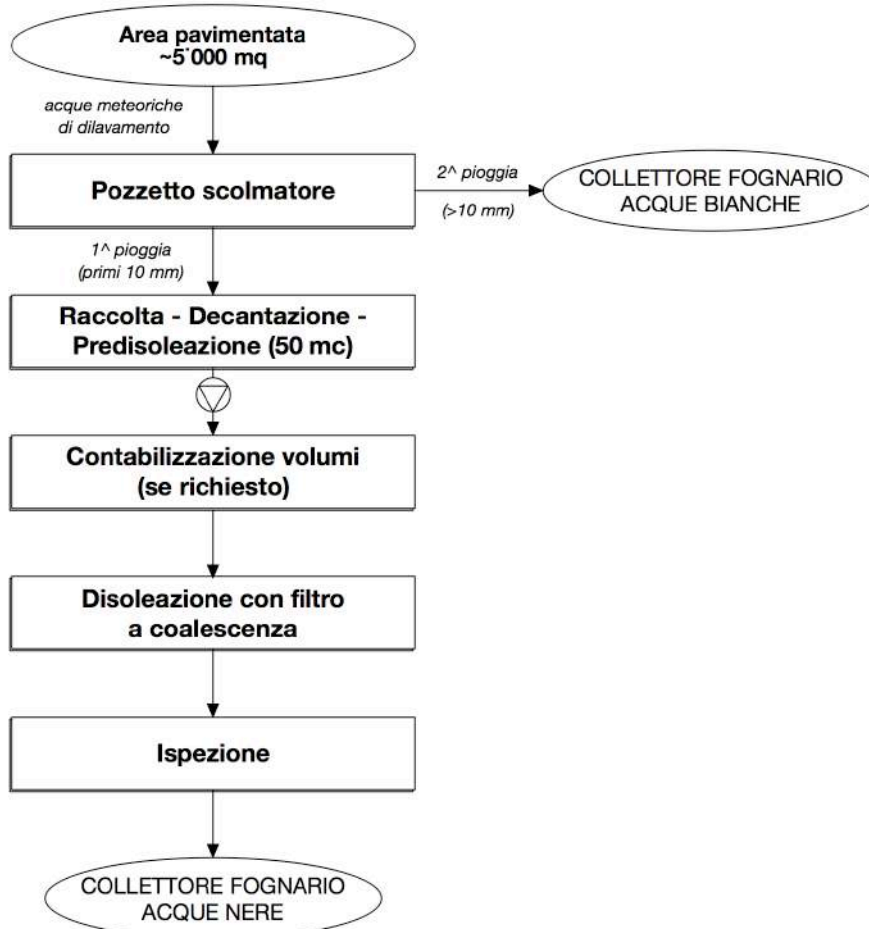 Area pavimentata
~5˙000 mq
acque meteoriche
di dilavamento
Pozzetto scolmatore
2^ pioggia
(>10 mm)
COLLETTORE FOGNARIO
ACQUE BIANCHE
1^ pioggia
(primi 10 mm)
Raccolta - Decantazione -
Predisoleazione (50 mc)
Contabilizzazione volumi
(se richiesto)
Disoleazione con filtro
a coalescenza
Ispezione
COLLETTORE FOGNARIO
ACQUE NERE